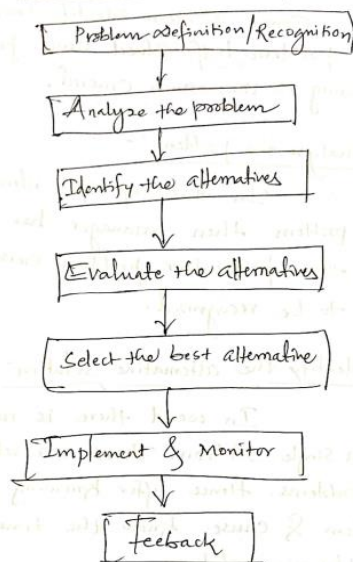 Problem Definition/Recognition
Analyze the problem
Identify the alternatives
Evaluate the alternatives
Select the best alternative
Implement & Monitor
Feeback